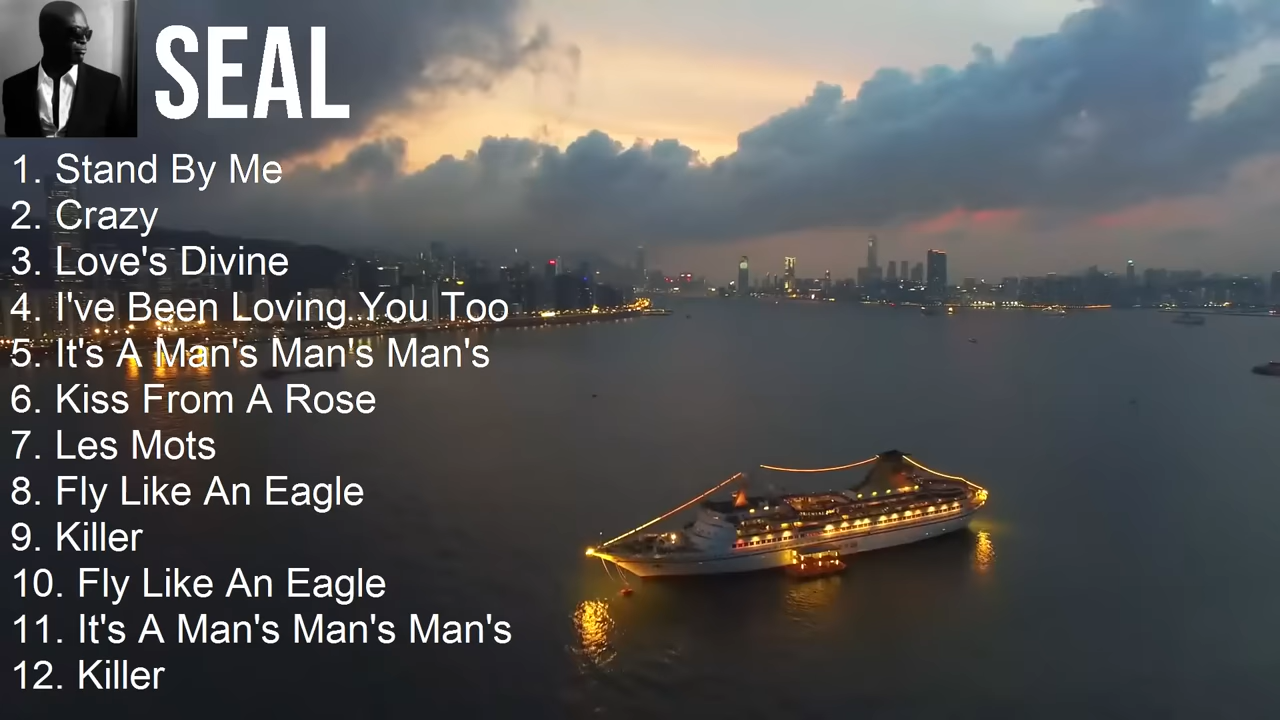 SEAL
1. Stand By Me
2. Crazy
3. Love's Divine
4. I've Been Loving You Too
5. It's A Man's Man's Man's
6. Kiss From A Rose
7. Les Mots
8. Fly Like An Eagle
9. Killer
10. Fly Like An Eagle
11. It's A Man's Man's Man's
12. Killer